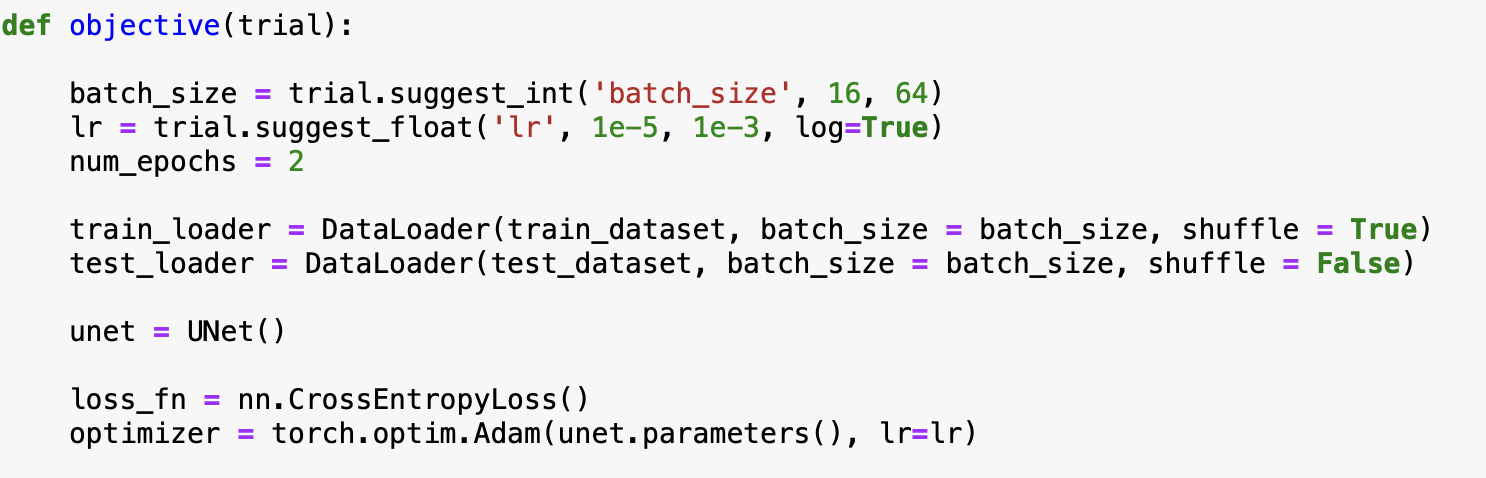 def objective(trial):
batch_size = trial.suggest_int('batch_size', 16, 64)
lr = trial.suggest_float('lr', 1e-5, 1e-3, log=True)
num_epochs = 2
train_loader = DataLoader(train_dataset, batch_size = batch_size, shuffle = True)
test_loader = DataLoader(test_dataset, batch_size = batch_size, shuffle = False)
unet = UNet()
loss_fn = nn.CrossEntropyLoss()
optimizer = torch.optim.Adam(unet.parameters(), lr=lr)